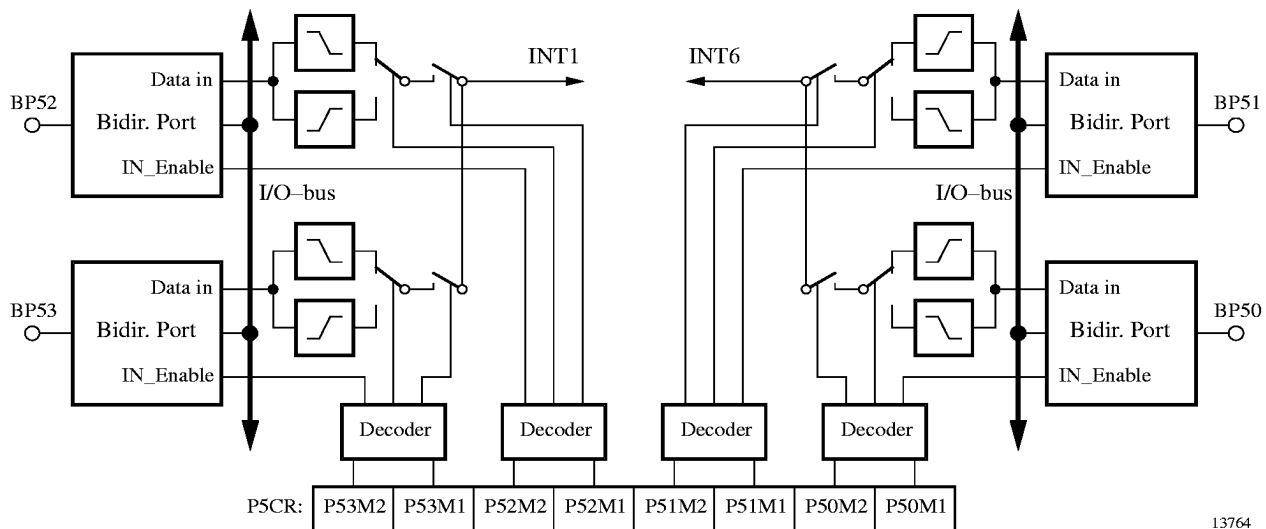 INT1
INT6
Data in
Data in
BP52
BP51
Bidir. Port
Bidir. Port
IN_Enable
IN_Enable
I/O–bus
I/O–bus
Data in
Data in
BP53
BP50
Bidir. Port
Bidir. Port
IN_Enable
IN_Enable
Decoder
Decoder
Decoder
Decoder
P5CR: P53M2 P53M1 P52M2 P52M1 P51M2 P51M1 P50M2 P50M1
13764